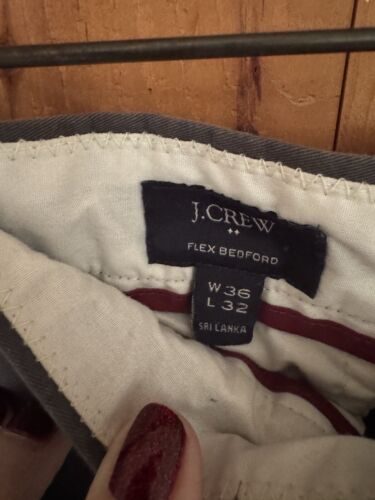 J.CREW
FLEX BEDFORD
W 36
L 32
SRI LANKA